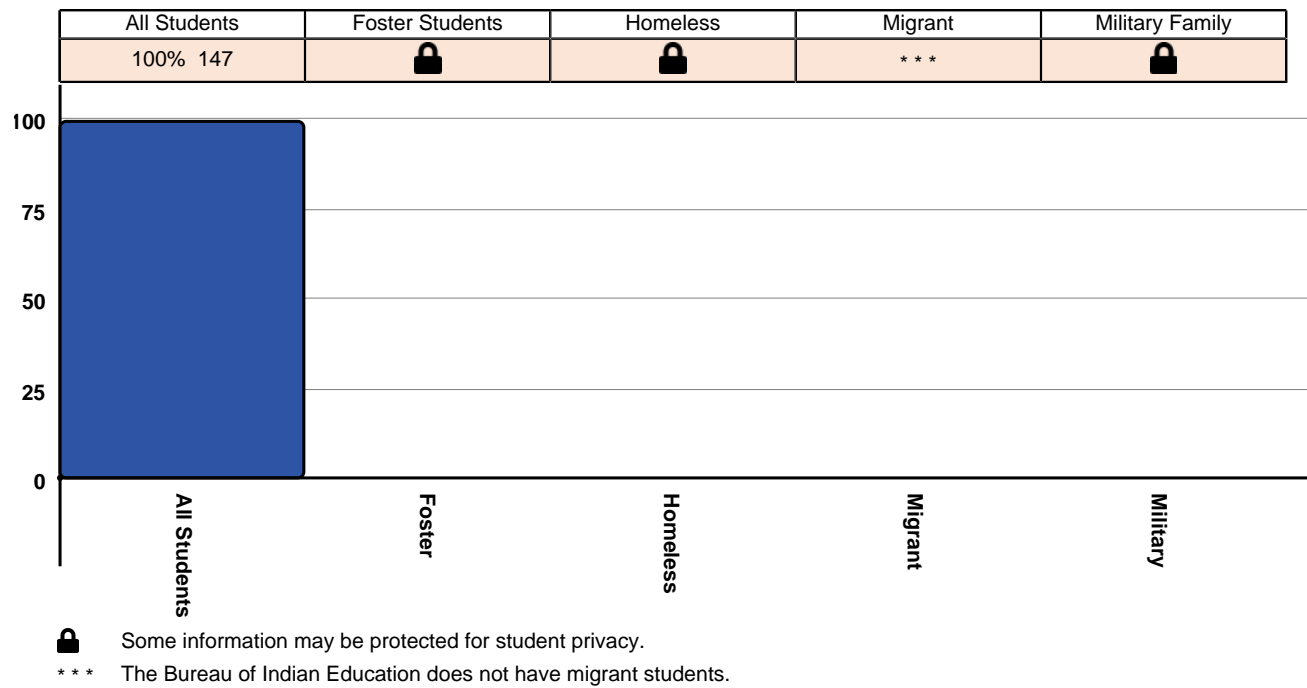 All Students Foster Students Homeless Migrant Military Family
100% 147 * * *
100
75
50
25
0
All Students
Foster
Homeless
Migrant
Military
Some information may be protected for student privacy.
* * * The Bureau of Indian Education does not have migrant students.